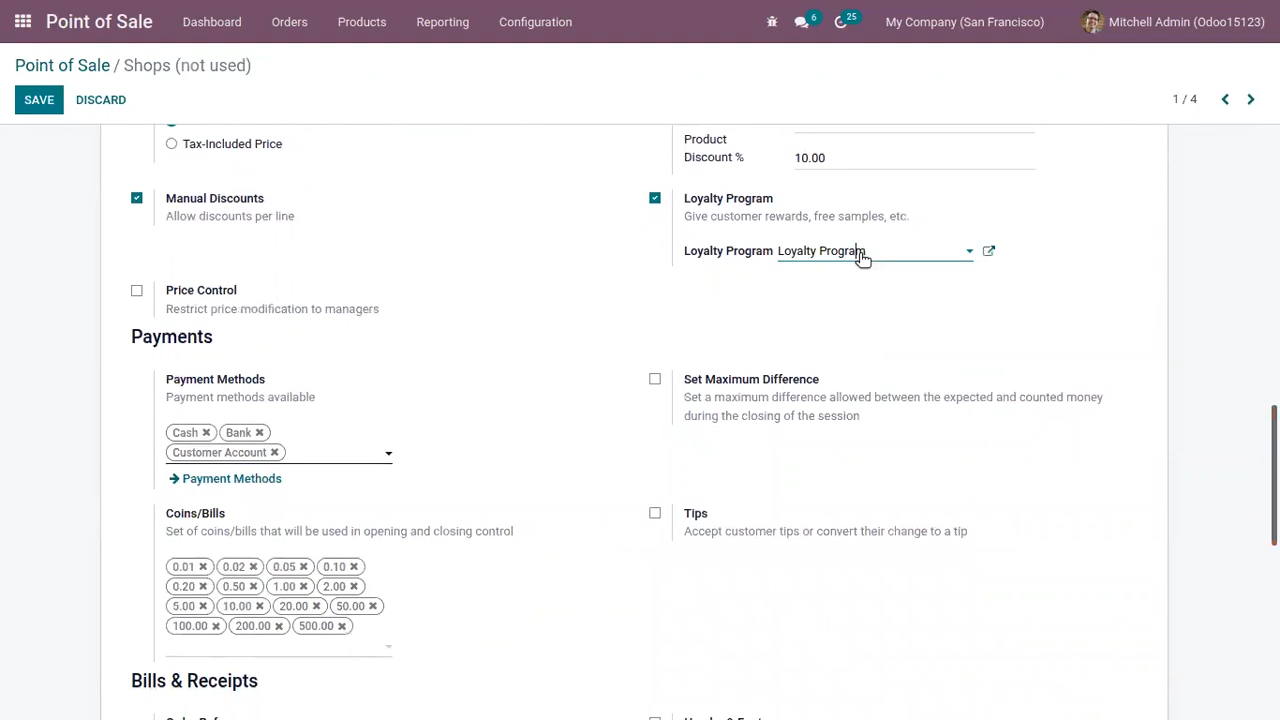 Point of Sale Dashboard Orders Products Reporting Configuration 6 25 My Company (San Francisco) Mitchell Admin (Odoo15123)
Point of Sale / Shops (not used)
SAVE DISCARD 1 / 4
Tax-Included Price
Product
Discount % 10.00
Manual Discounts
Allow discounts per line
Loyalty Program
Give customer rewards, free samples, etc.
Loyalty Program Loyalty Program
Price Control
Restrict price modification to managers
Payments
Payment Methods
Payment methods available
Cash Bank
Customer Account
Payment Methods
Set Maximum Difference
Set a maximum difference allowed between the expected and counted money
during the closing of the session
Coins/Bills
Set of coins/bills that will be used in opening and closing control
0.01 0.02 0.05 0.10
0.20 0.50 1.00 2.00
5.00 10.00 20.00 50.00
100.00 200.00 500.00
Tips
Accept customer tips or convert their change to a tip
Bills & Receipts